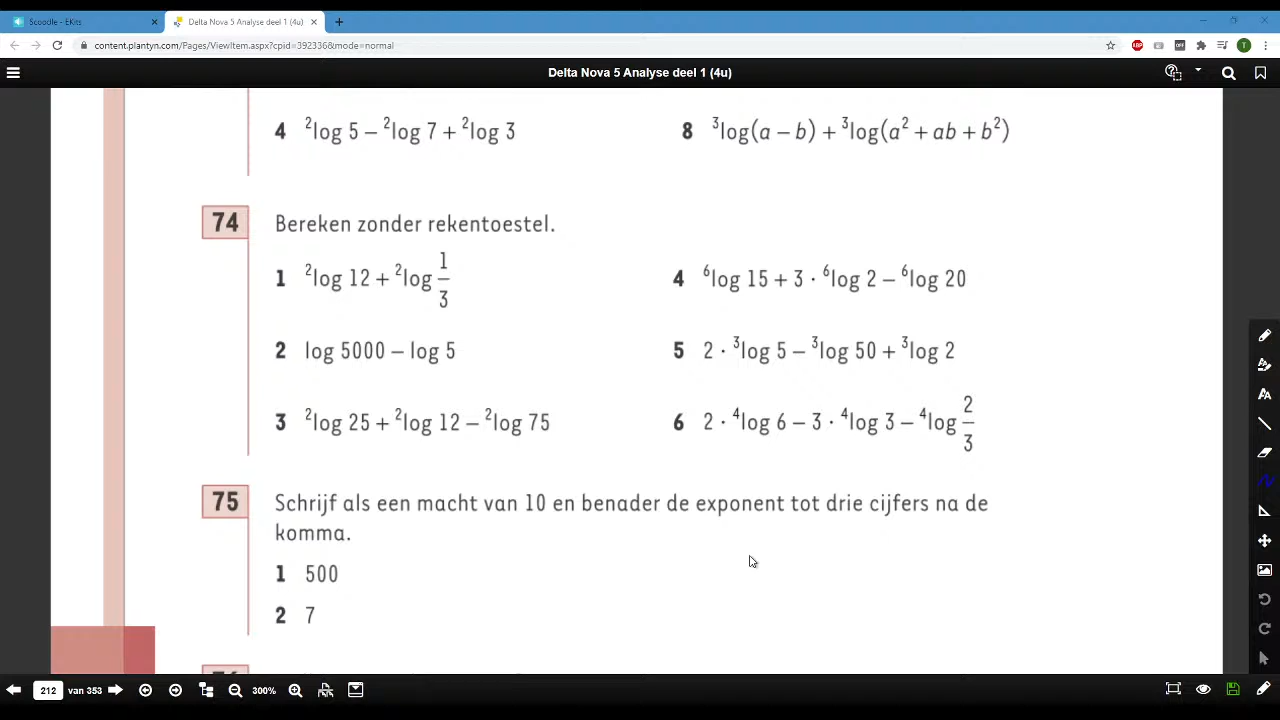 Scoodle - EKits
Delta Nova 5 Analyse deel 1 (4u)
content.plantyn.com/Pages/ViewItem.aspx?cpid=392336&mode=normal
Delta Nova 5 Analyse deel 1 (4u)
4 ²log 5 – ²log 7 + ²log 3
8 ³log(a – b) + ³log(a² + ab + b²)
74 Bereken zonder rekentoestel.
1 ²log 12 + ²log 1/3
4 ⁶log 15 + 3 · ⁶log 2 – ⁶log 20
2 log 5000 – log 5
5 2 · ³log 5 – ³log 50 + ³log 2
3 ²log 25 + ²log 12 – ²log 75
6 2 · ⁴log 6 – 3 · ⁴log 3 – ⁴log 2/3
75 Schrijf als een macht van 10 en benader de exponent tot drie cijfers na de
komma.
1 500
2 7
212 van 353 300%